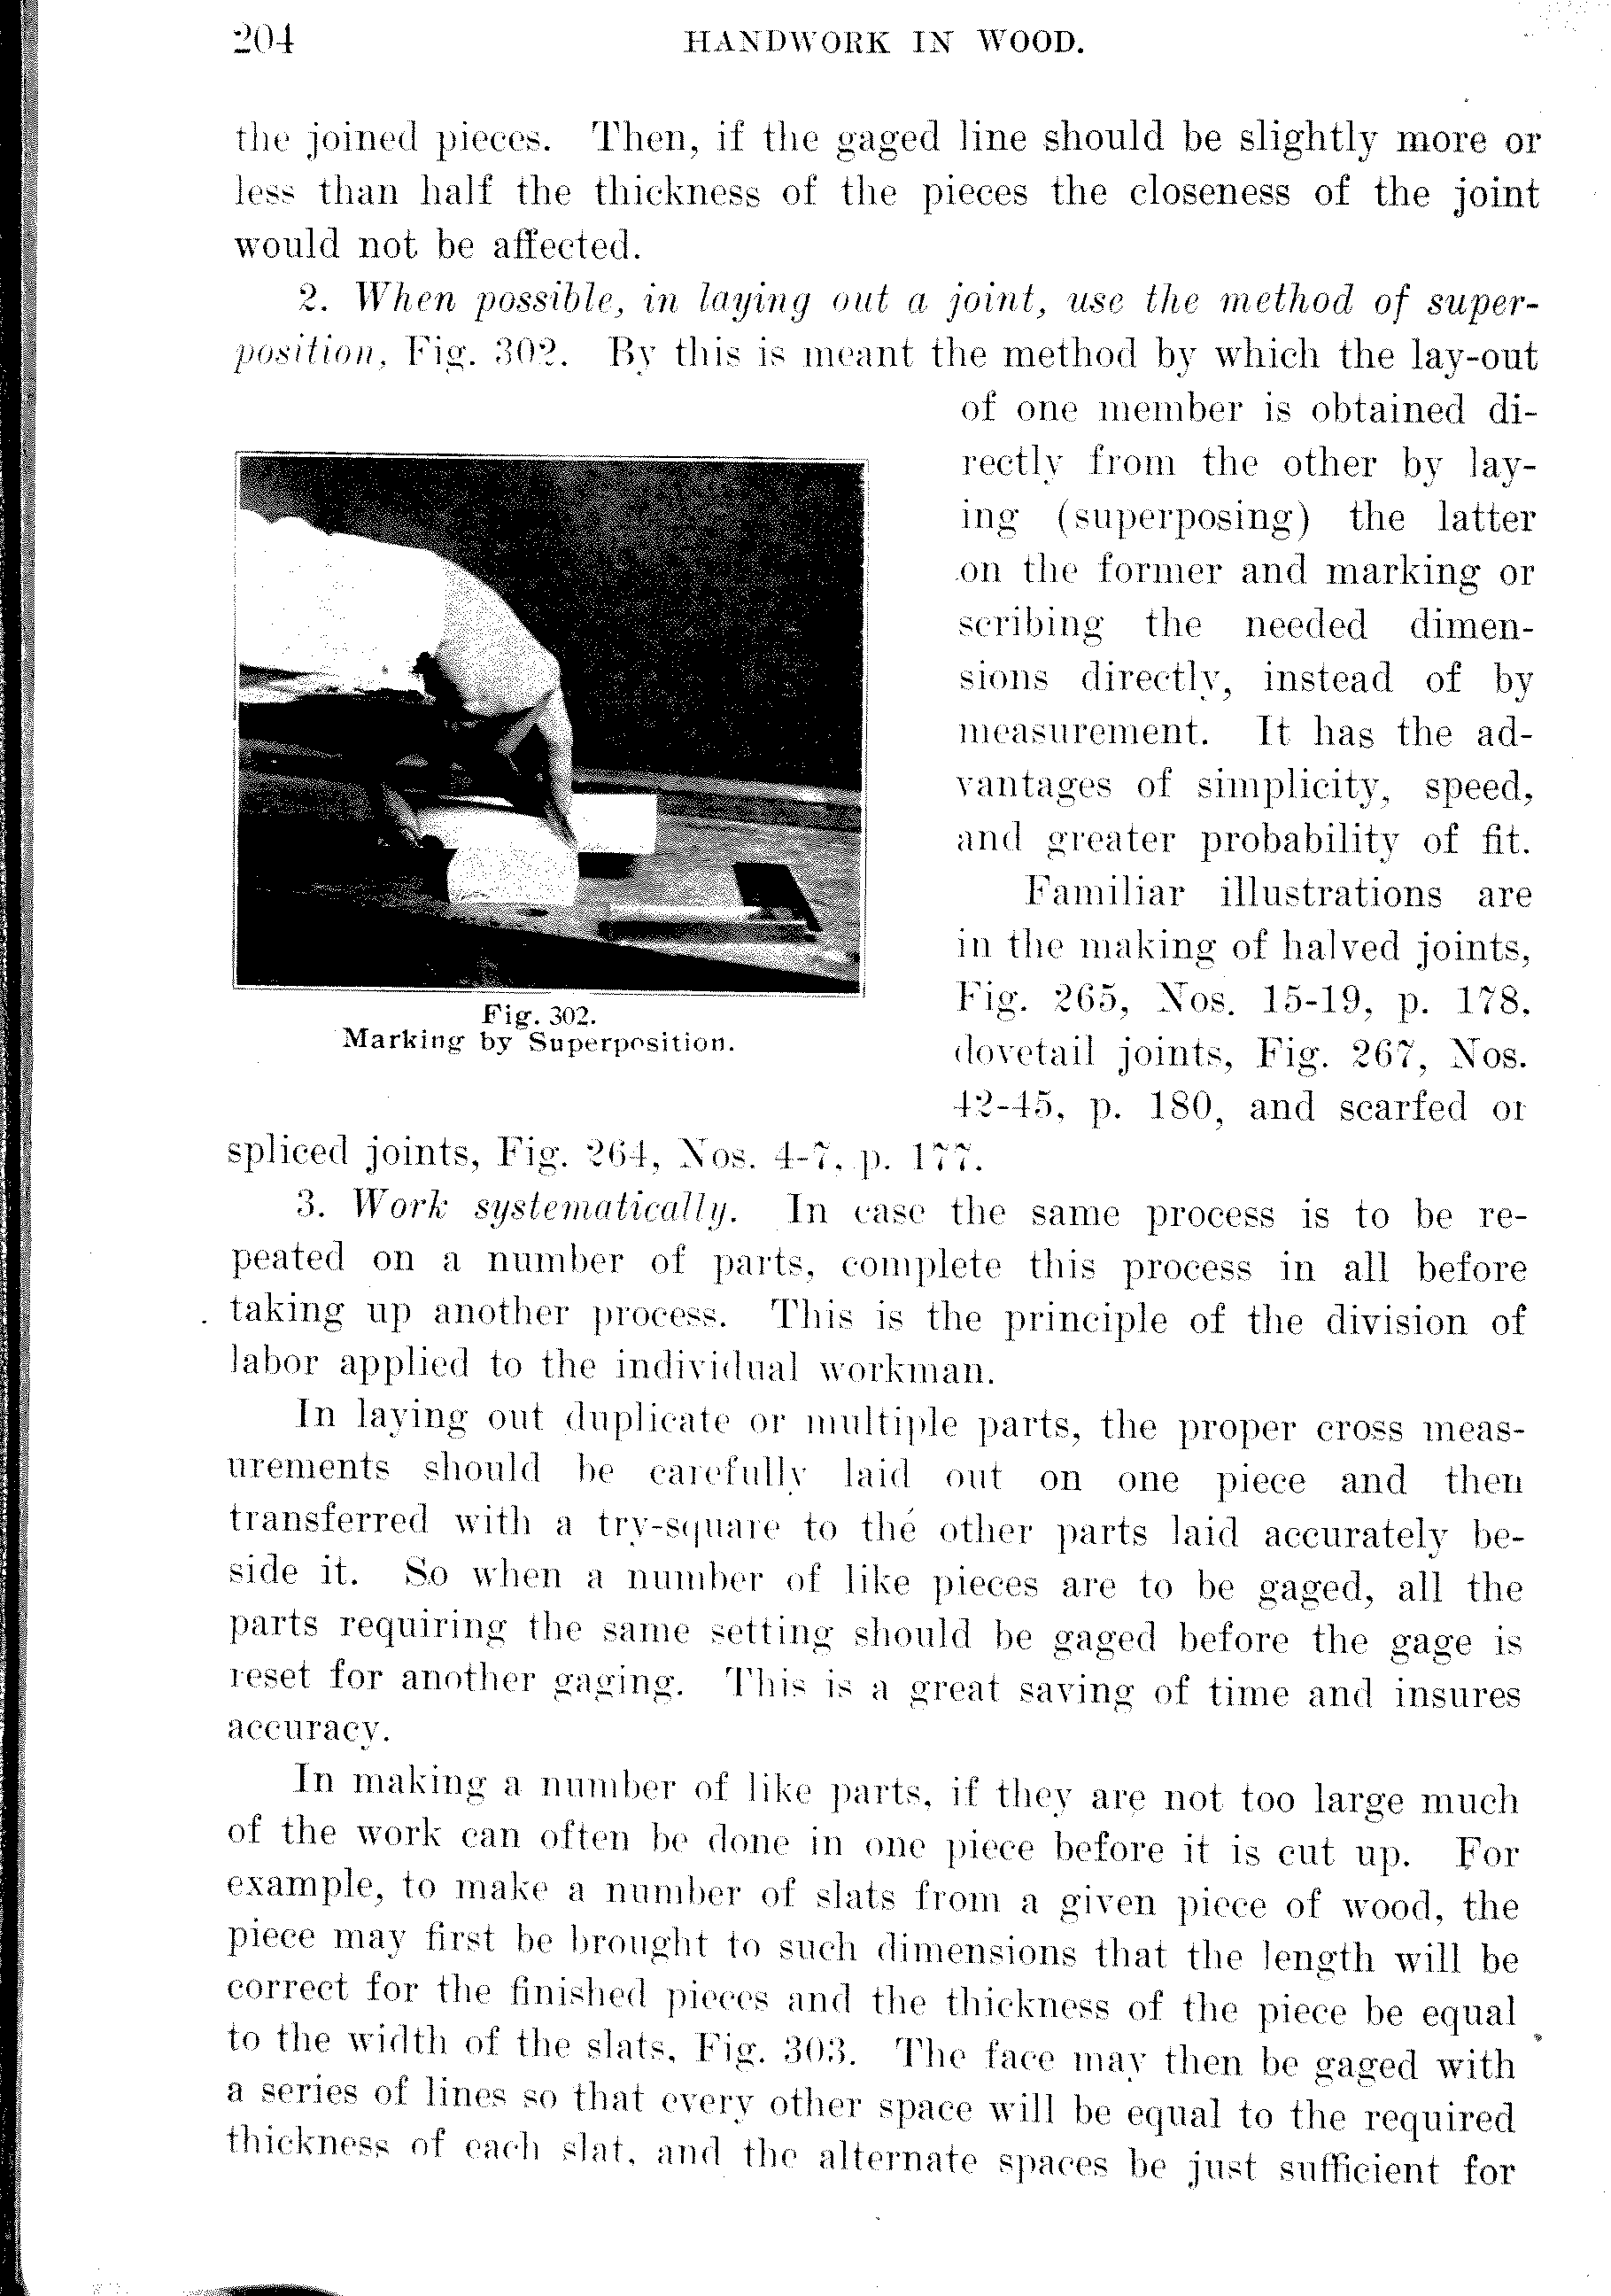 204
HANDWORK IN WOOD.
the joined pieces. Then, if the gaged line should be slightly more or
less than half the thickness of the pieces the closeness of the joint
would not be affected.
2. When possible, in laying out a joint, use the method of super-
position, Fig. 302. By this is meant the method by which the lay-out
of one member is obtained di-
rectly from the other by lay-
ing (superposing) the latter
on the former and marking or
scribing the needed dimen-
sions directly, instead of by
measurement. It has the ad-
vantages of simplicity, speed,
and greater probability of fit.
Familiar illustrations are
in the making of halved joints,
Fig. 265, Nos. 15-19, p. 178,
dovetail joints, Fig. 267, Nos.
42-45, p. 180, and scarfed or
Fig. 302.
Marking by Superposition.
spliced joints, Fig. 264, Nos. 4-7, p. 177.
3. Work systematically. In case the same process is to be re-
peated on a number of parts, complete this process in all before
taking up another process. This is the principle of the division of
labor applied to the individual workman.
In laying out duplicate or multiple parts, the proper cross meas-
urements should be carefully laid out on one piece and then
transferred with a try-square to the other parts laid accurately be-
side it. So when a number of like pieces are to be gaged, all the
parts requiring the same setting should be gaged before the gage is
reset for another gaging. This is a great saving of time and insures
accuracy.
In making a number of like parts, if they are not too large much
of the work can often be done in one piece before it is cut up. For
example, to make a number of slats from a given piece of wood, the
piece may first be brought to such dimensions that the length will be
correct for the finished pieces and the thickness of the piece be equal
to the width of the slats, Fig. 303. The face may then be gaged with
a series of lines so that every other space will be equal to the required
thickness of each slat, and the alternate spaces be just sufficient for